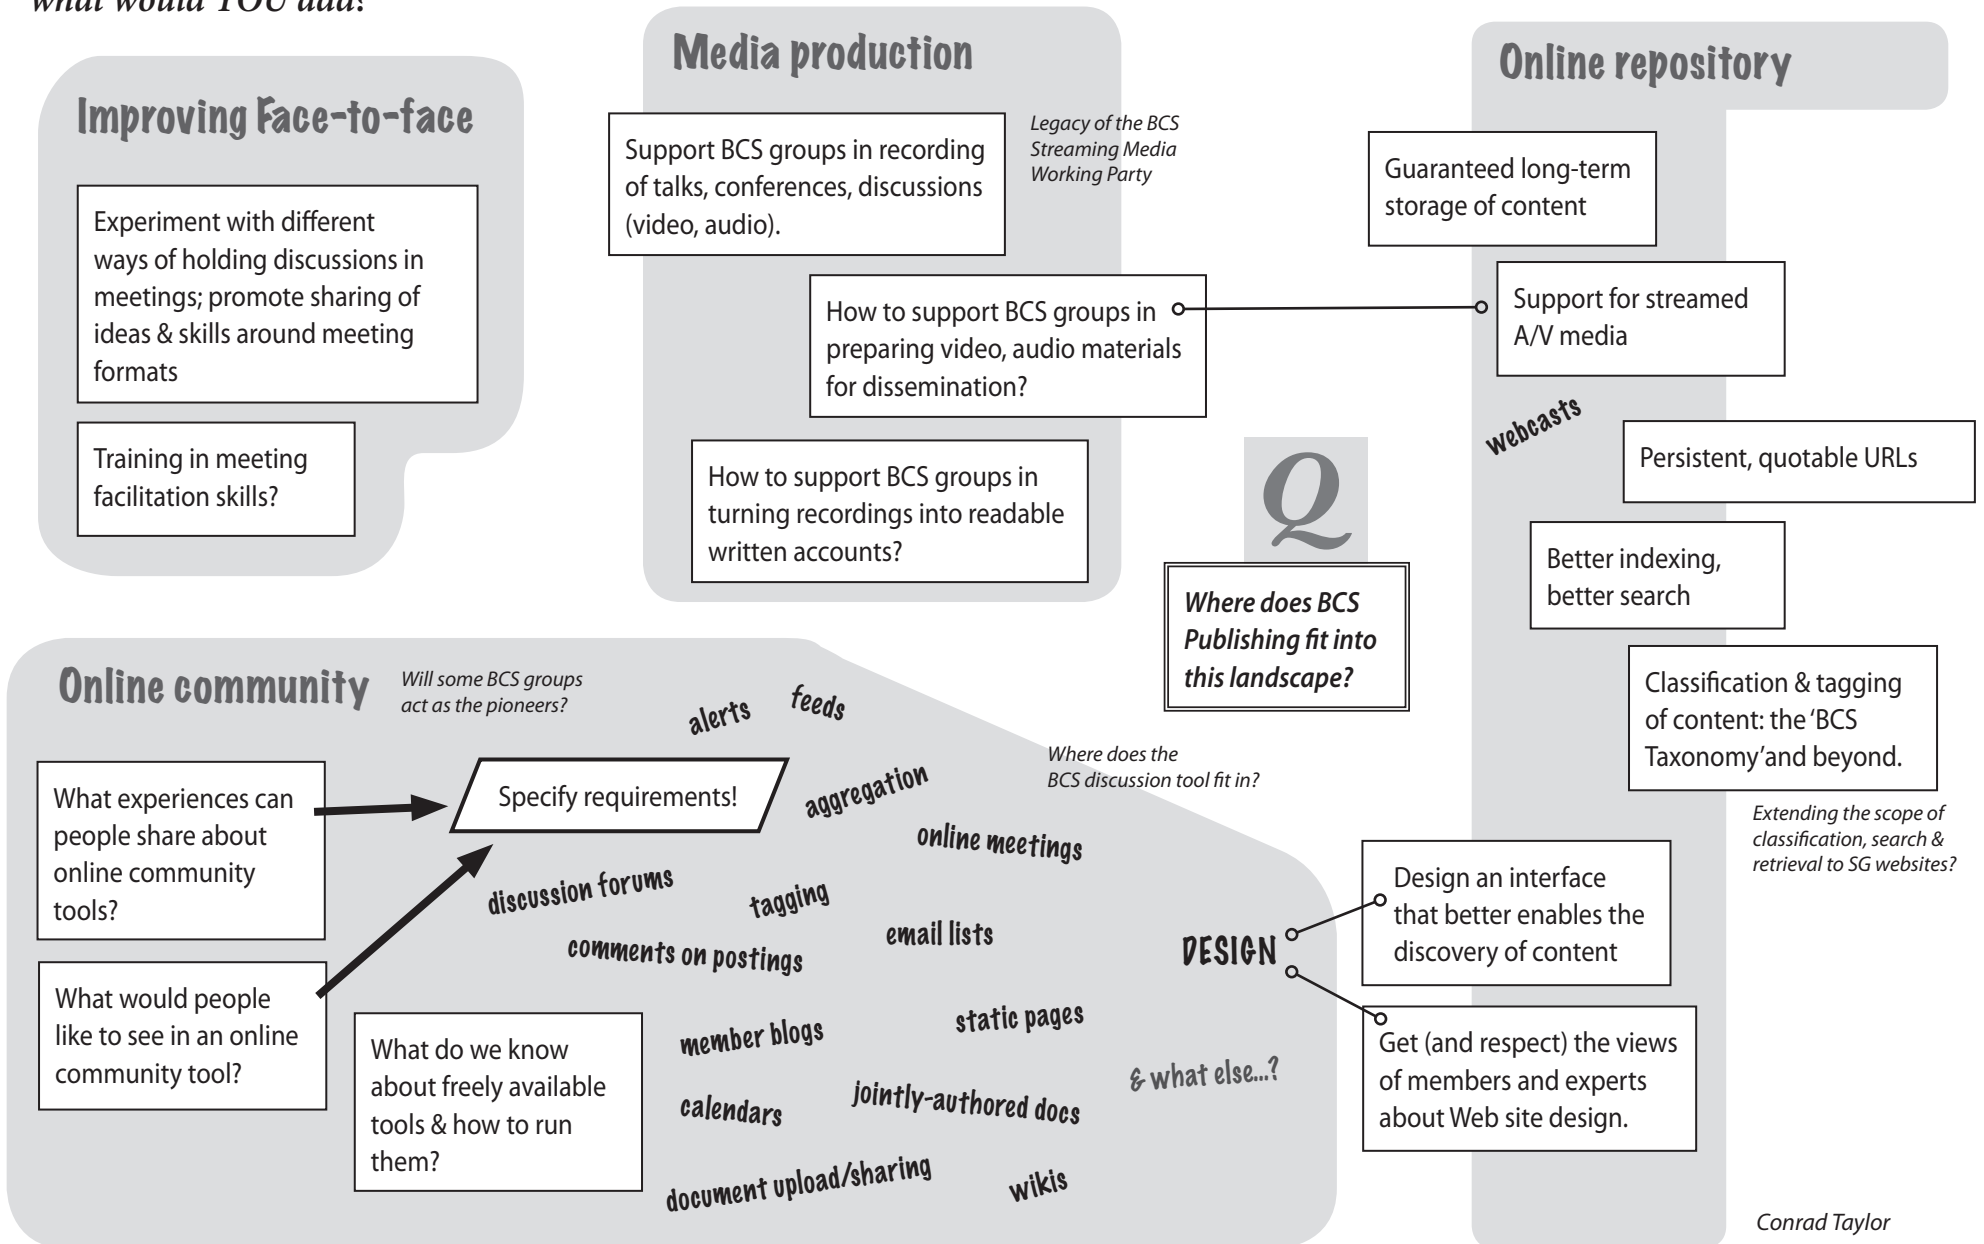 what would YOU add?
Improving Face-to-face
Experiment with different
ways of holding discussions in
meetings; promote sharing of
ideas & skills around meeting
formats
Training in meeting
facilitation skills?
Media production
Support BCS groups in recording
of talks, conferences, discussions
(video, audio).
Legacy of the BCS
Streaming Media
Working Party
How to support BCS groups in
preparing video, audio materials
for dissemination?
How to support BCS groups in
turning recordings into readable
written accounts?
Q
Where does BCS
Publishing fit into
this landscape?
Online repository
Guaranteed long-term
storage of content
Support for streamed
A/V media
webcasts
Persistent, quotable URLs
Better indexing,
better search
Classification & tagging
of content: the ‘BCS
Taxonomy’and beyond.
Extending the scope of
classification, search &
retrieval to SG websites?
Online community
Will some BCS groups
act as the pioneers?
alerts
feeds
Where does the
BCS discussion tool fit in?
What experiences can
people share about
online community
tools?
Specify requirements!
aggregation
online meetings
discussion forums
tagging
email lists
comments on postings
What would people
like to see in an online
community tool?
What do we know
about freely available
tools & how to run
them?
member blogs
static pages
& what else...?
calendars
jointly-authored docs
document upload/sharing
wikis
DESIGN
Design an interface
that better enables the
discovery of content
Get (and respect) the views
of members and experts
about Web site design.
Conrad Taylor